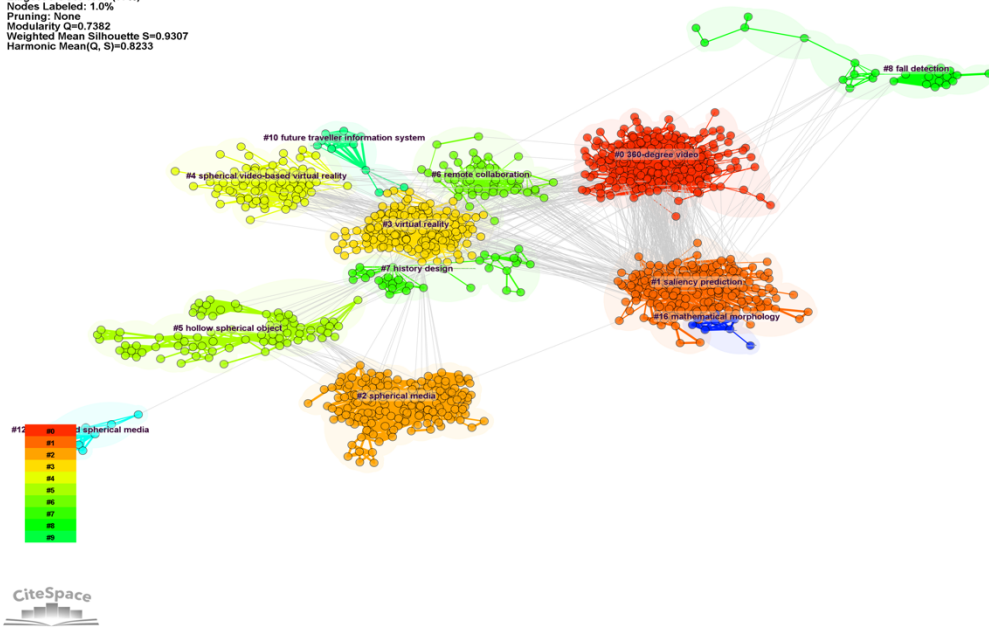 Nodes Labeled: 1.0%
Pruning: None
Modularity Q=0.7382
Weighted Mean Silhouette S=0.9307
Harmonic Mean(Q, S)=0.8233
#8 fall detection
#10 future traveller information system
#0 360-degree video
#4 spherical video-based virtual reality
#6 remote collaboration
#3 virtual reality
#7 history design
#1 saliency prediction
#16 mathematical morphology
#5 hollow spherical object
#2 spherical media
#12 d spherical media
#0
#1
#2
#3
#4
#5
#6
#7
#8
#9
CiteSpace